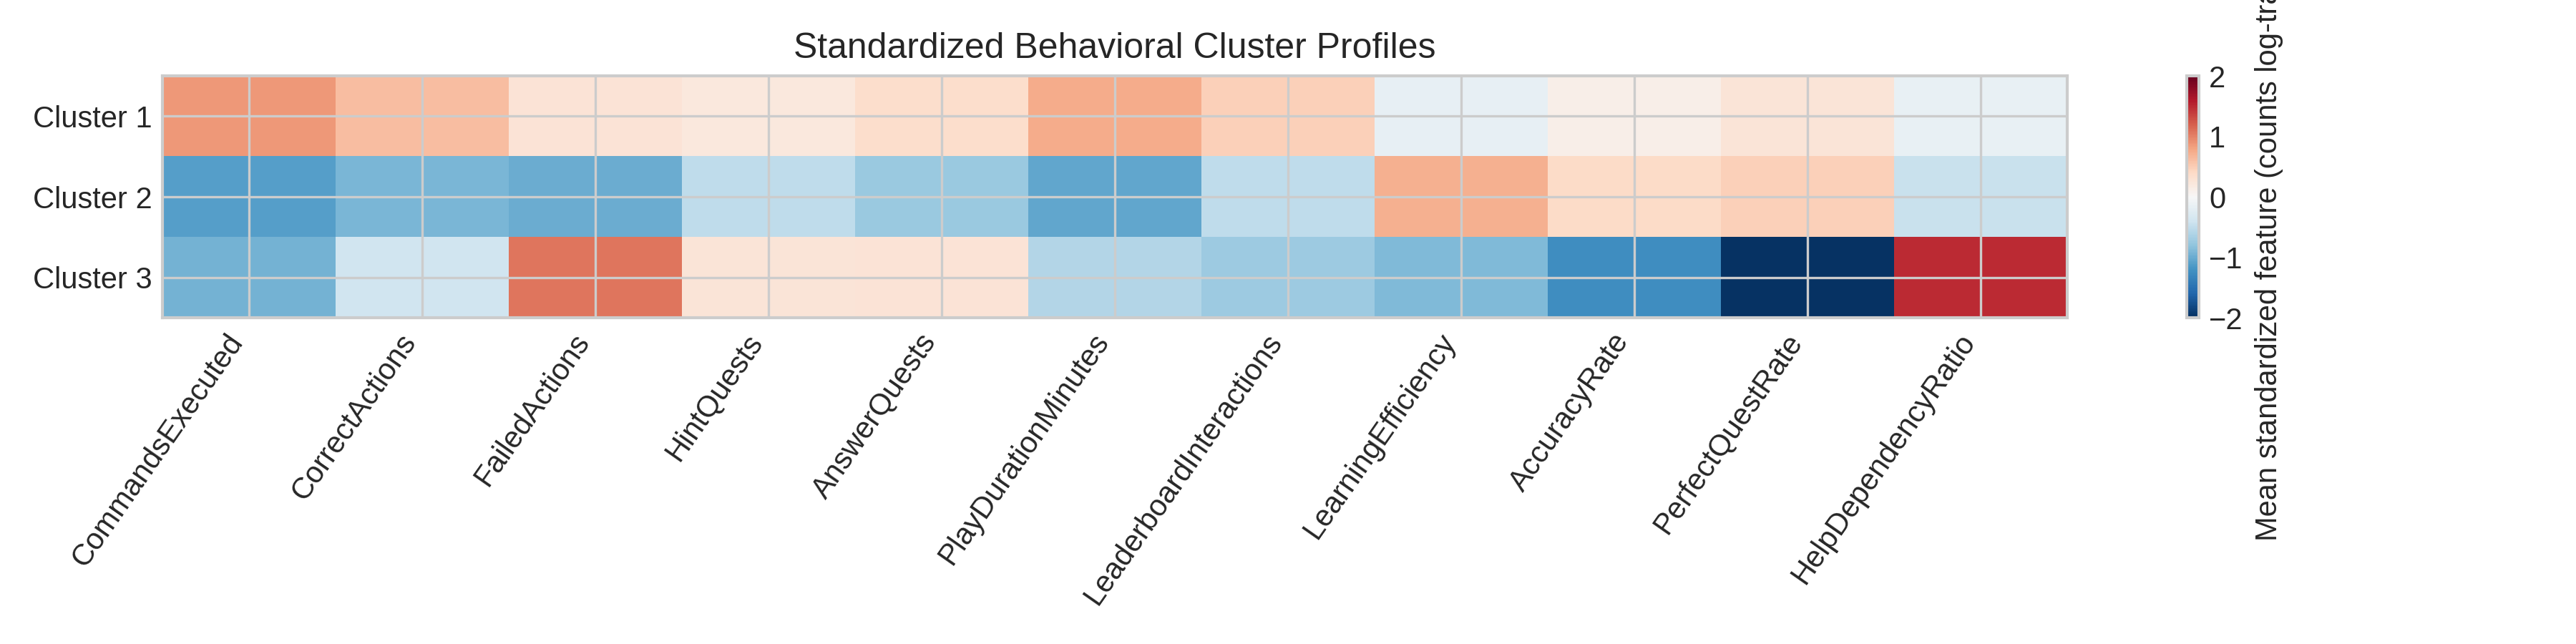 Standardized Behavioral Cluster Profiles
Cluster 1
Cluster 2
Cluster 3
CommandsExecuted
CorrectActions
FailedActions
HintQuests
AnswerQuests
PlayDurationMinutes
LeaderboardInteractions
LearningEfficiency
AccuracyRate
PerfectQuestRate
HelpDependencyRatio
2
1
0
−1
−2
Mean standardized feature (counts log-tra